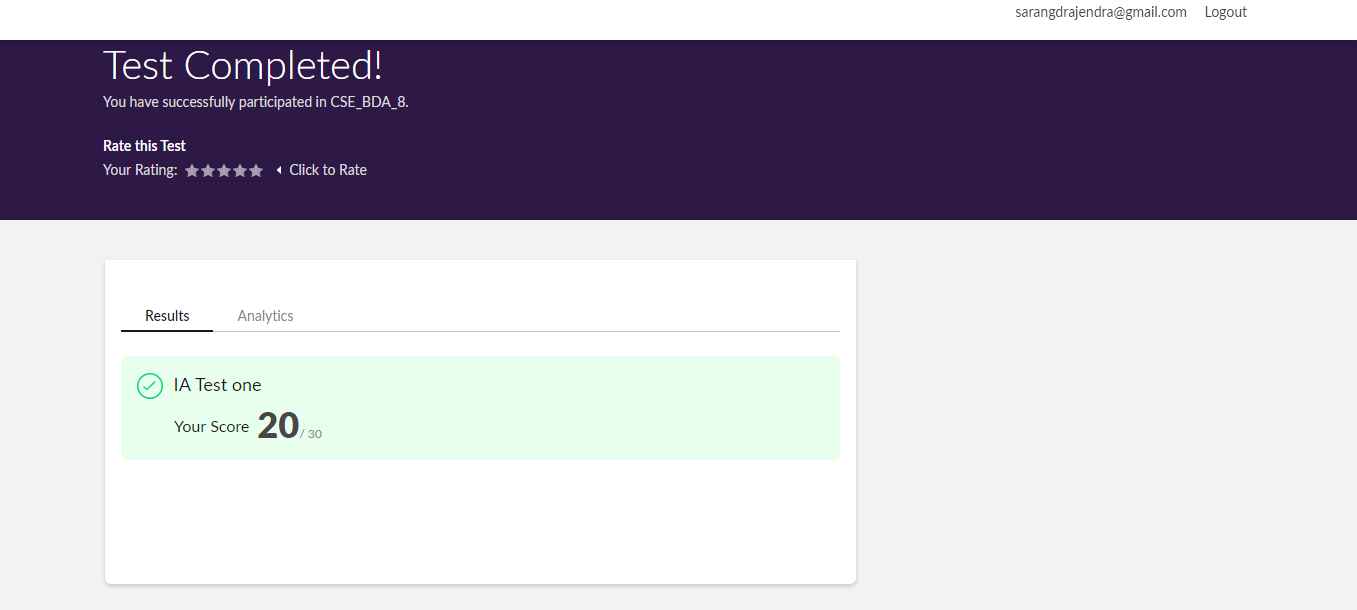 sarangdrajendra@gmail.com Logout
Test Completed!
You have successfully participated in CSE_BDA_8.
Rate this Test
Your Rating: Click to Rate
Results Analytics
IA Test one
Your Score 20 / 30